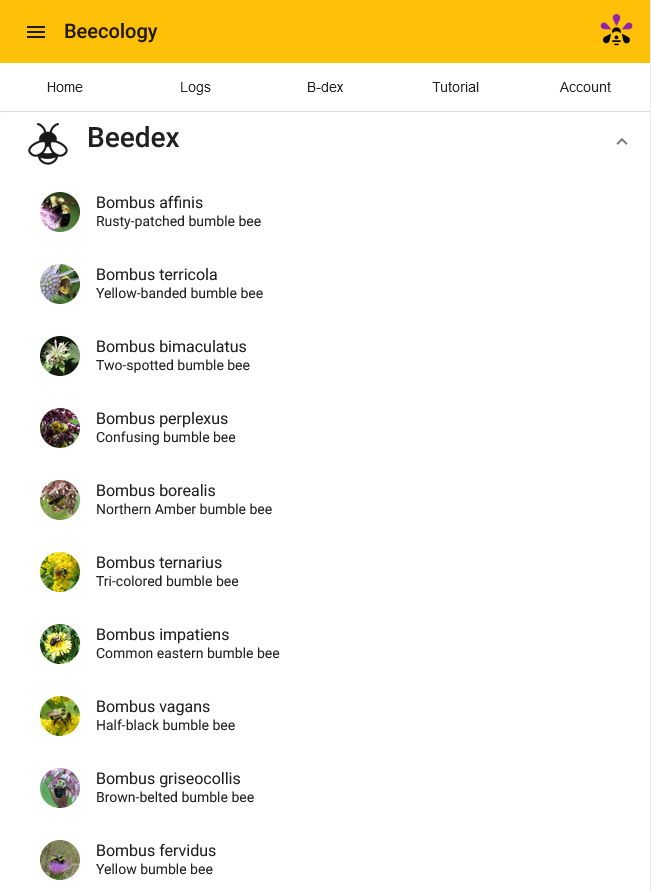 Beecology
Home Logs B-dex Tutorial Account
Beedex
Bombus affinis
Rusty-patched bumble bee
Bombus terricola
Yellow-banded bumble bee
Bombus bimaculatus
Two-spotted bumble bee
Bombus perplexus
Confusing bumble bee
Bombus borealis
Northern Amber bumble bee
Bombus ternarius
Tri-colored bumble bee
Bombus impatiens
Common eastern bumble bee
Bombus vagans
Half-black bumble bee
Bombus griseocollis
Brown-belted bumble bee
Bombus fervidus
Yellow bumble bee